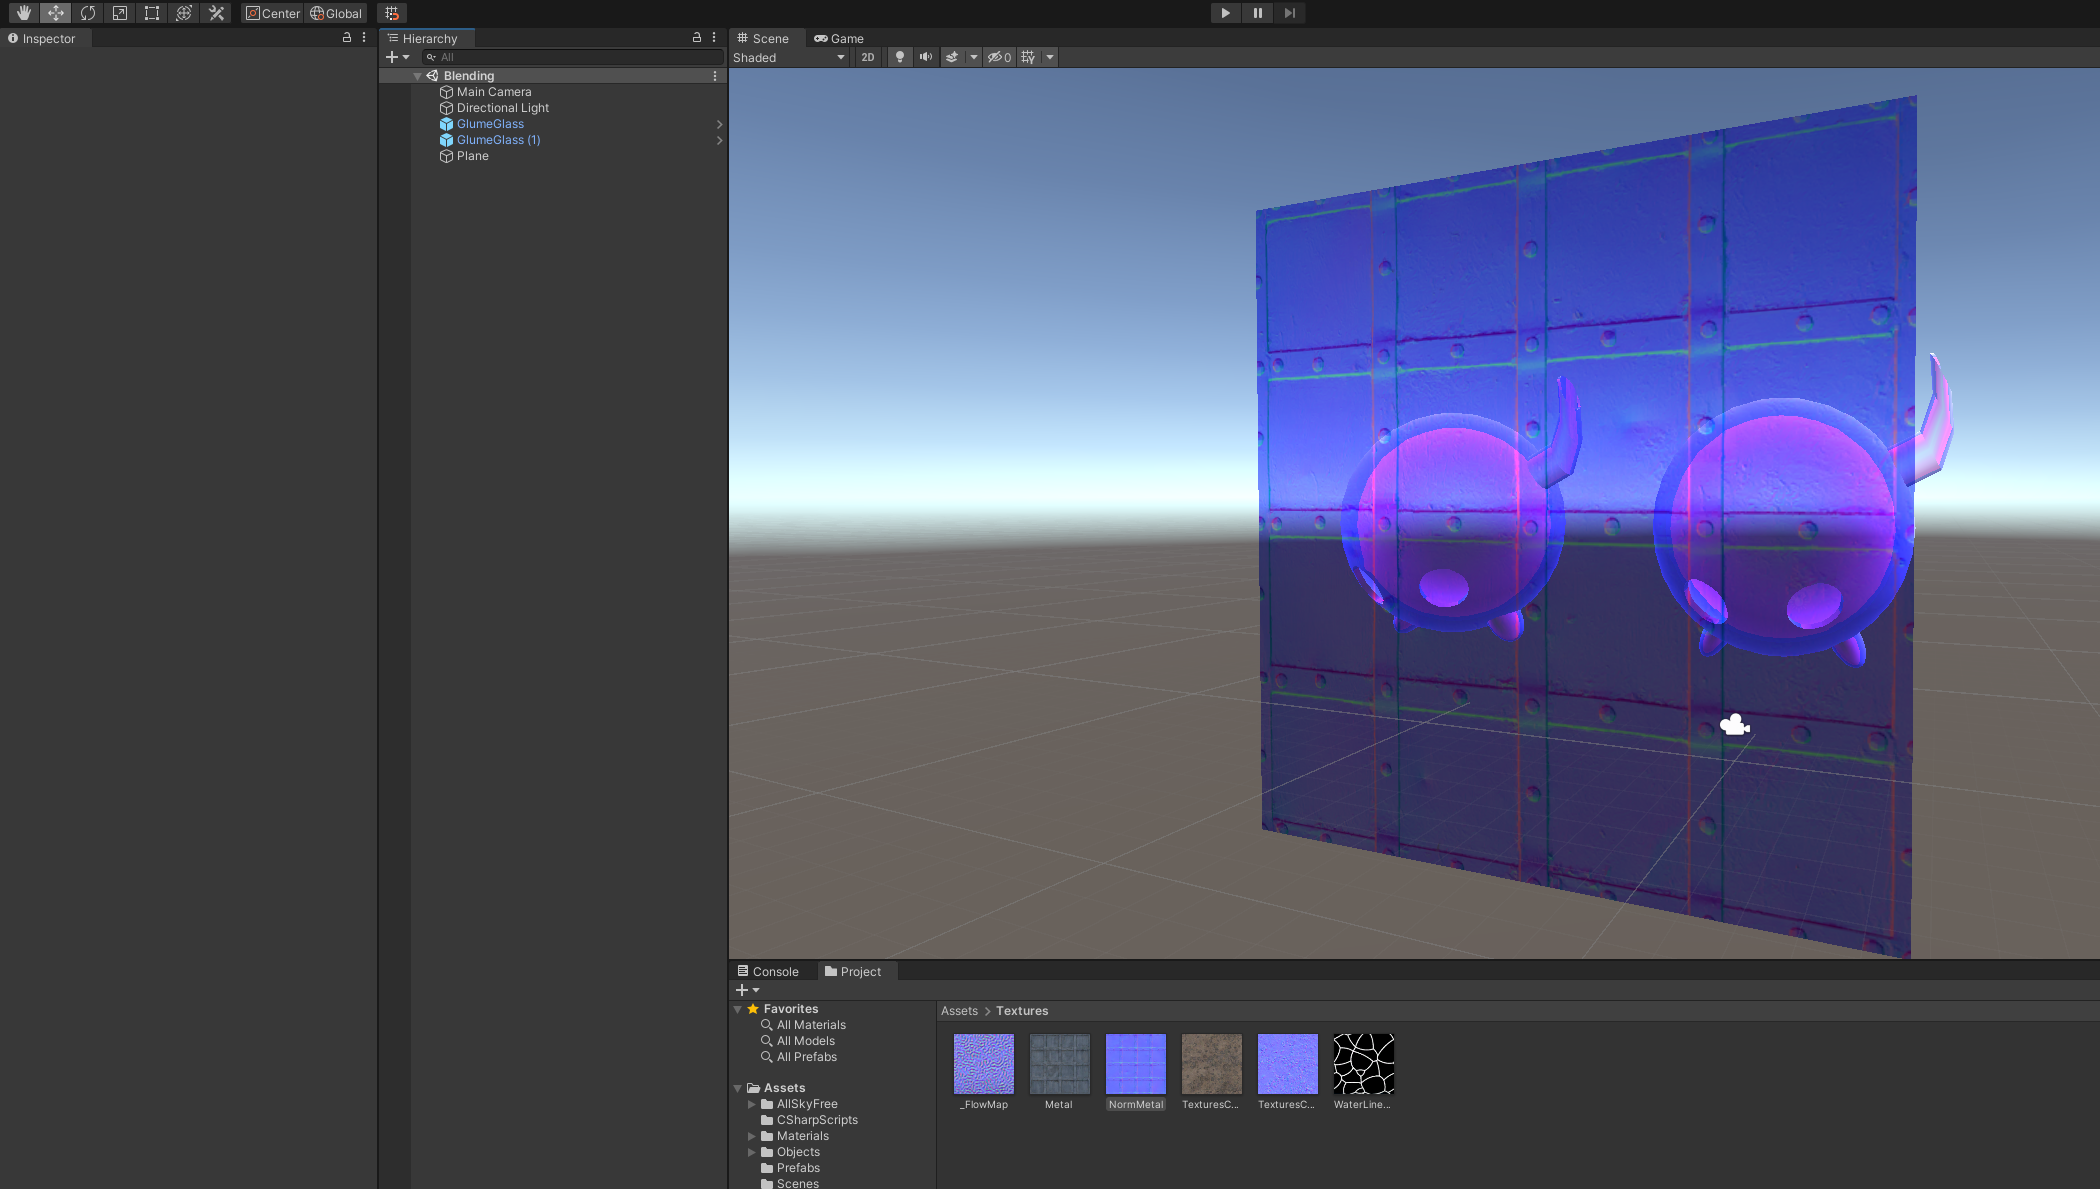 Center
Global
Inspector
Hierarchy
All
Blending
Main Camera
Directional Light
GlumeGlass
GlumeGlass (1)
Plane
Scene
Game
Shaded
2D
0
Console
Project
Favorites
All Materials
All Models
All Prefabs
Assets
AllSkyFree
CSharpScripts
Materials
Objects
Prefabs
Scenes
Assets > Textures
_FlowMap
Metal
NormMetal
TexturesC...
TexturesC...
WaterLine...